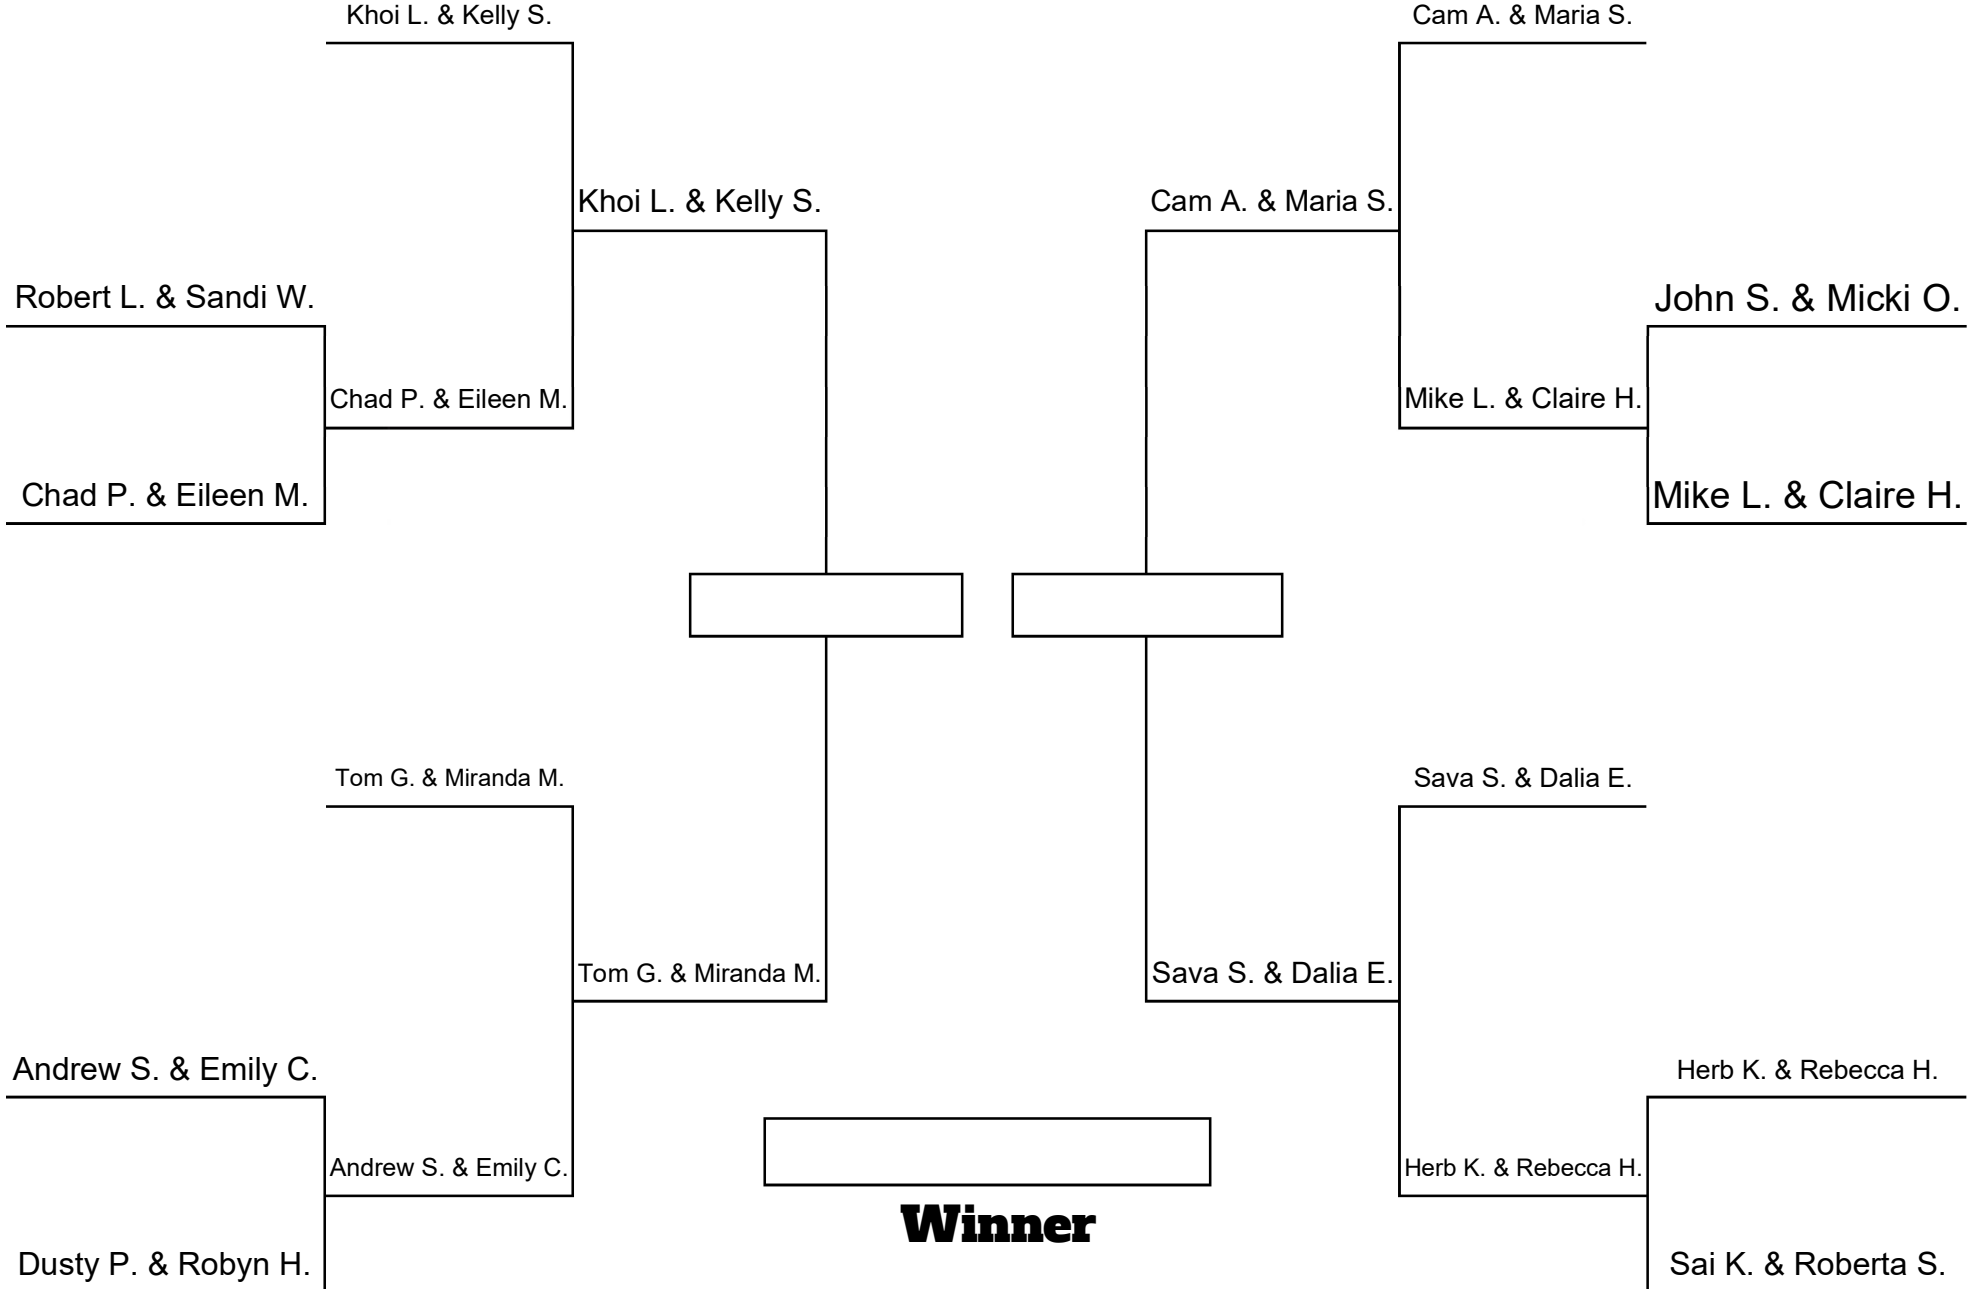 Khoi L. & Kelly S.
Cam A. & Maria S.
Khoi L. & Kelly S.
Cam A. & Maria S.
Robert L. & Sandi W.
John S. & Micki O.
Chad P. & Eileen M.
Mike L. & Claire H.
Chad P. & Eileen M.
Mike L. & Claire H.
Tom G. & Miranda M.
Sava S. & Dalia E.
Tom G. & Miranda M.
Sava S. & Dalia E.
Andrew S. & Emily C.
Herb K. & Rebecca H.
Andrew S. & Emily C.
Herb K. & Rebecca H.
Winner
Dusty P. & Robyn H.
Sai K. & Roberta S.